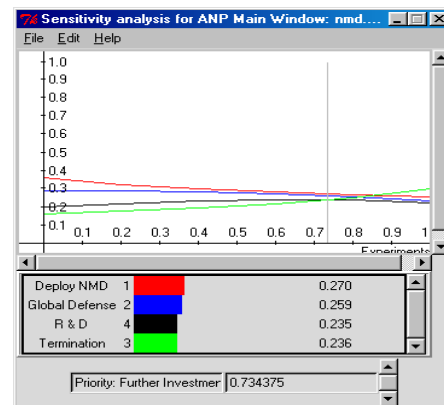 Sensitivity analysis for ANP Main Window: nmd....
File Edit Help
1.0
0.9
0.8
0.7
0.6
0.5
0.4
0.3
0.2
0.1
0.1 0.2 0.3 0.4 0.5 0.6 0.7 0.8 0.9 1
Experiments
Deploy NMD 1 0.270
Global Defense 2 0.259
R & D 4 0.235
Termination 3 0.236
Priority: Further Investmer 0.734375